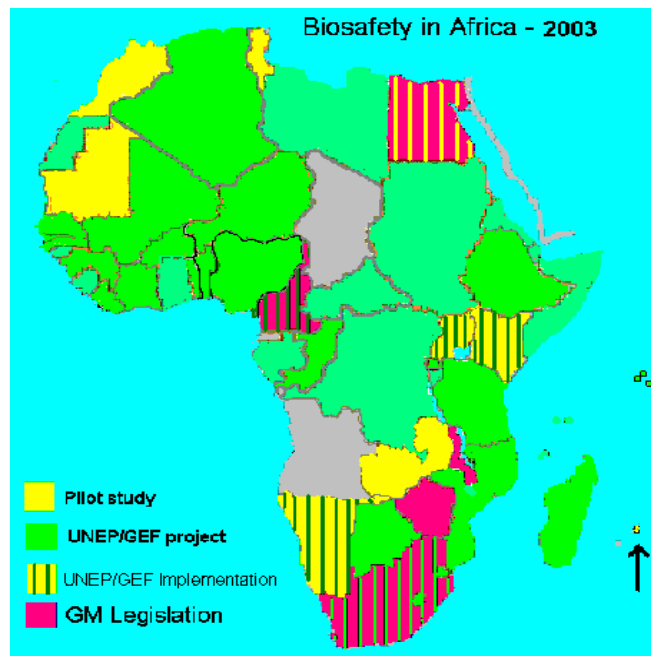 Biosafety in Africa - 2003
Pilot study
UNEP/GEF project
UNEP/GEF Implementation
GM Legislation